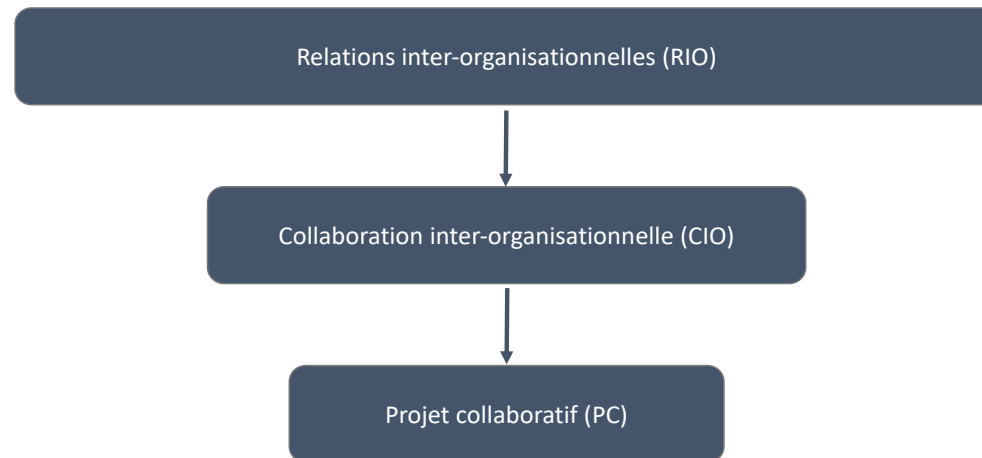 Relations inter-organisationnelles (RIO)
Collaboration inter-organisationnelle (CIO)
Projet collaboratif (PC)